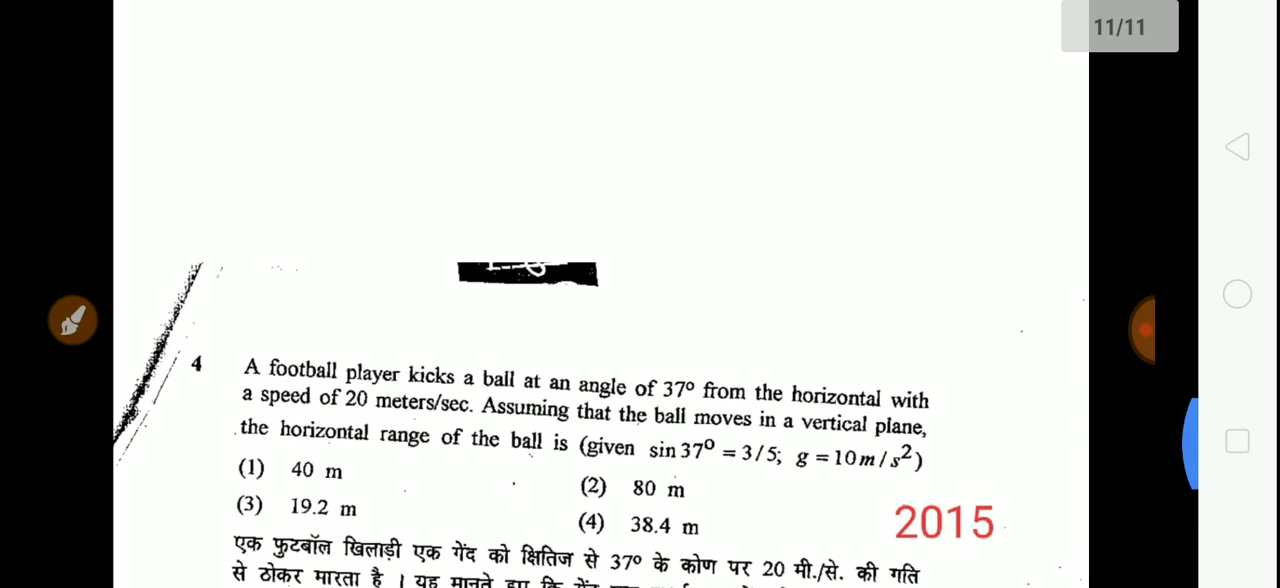 11/11
4 A football player kicks a ball at an angle of 37° from the horizontal with
a speed of 20 meters/sec. Assuming that the ball moves in a vertical plane,
the horizontal range of the ball is (given sin 37° = 3/5; g = 10 m/s²)
(1) 40 m
(2) 80 m
(3) 19.2 m
(4) 38.4 m
2015
एक फुटबॉल खिलाड़ी एक गेंद को क्षितिज से 37° के कोण पर 20 मी./से. की गति
से ठोकर मारता है । यह मानते हुए कि